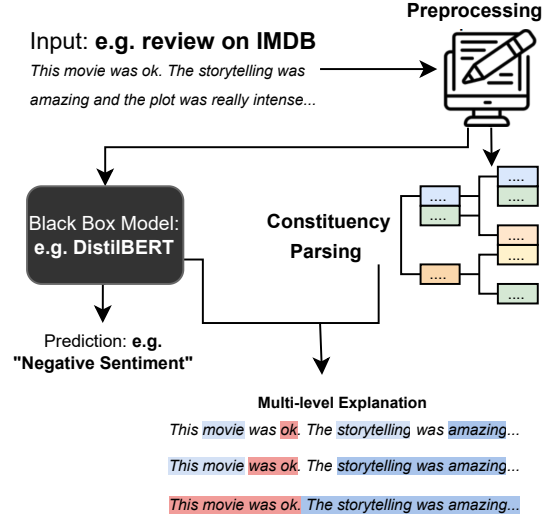 Preprocessing
Input: e.g. review on IMDB
This movie was ok. The storytelling was
amazing and the plot was really intense...
Black Box Model:
e.g. DistilBERT
Constituency
Parsing
....
....
....
....
....
....
....
....
Prediction: e.g.
"Negative Sentiment"
Multi-level Explanation
This movie was ok. The storytelling was amazing...
This movie was ok. The storytelling was amazing...
This movie was ok. The storytelling was amazing...